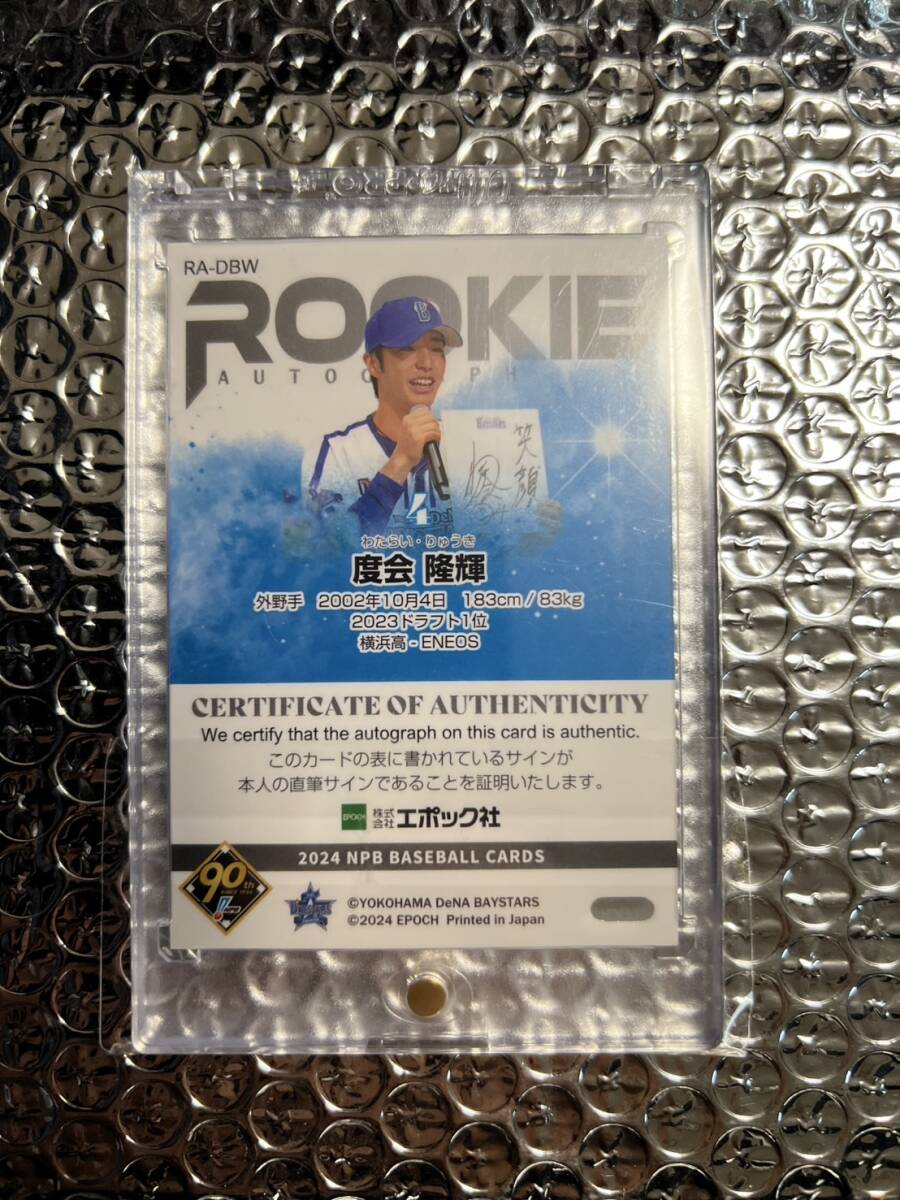 RA-DBW
ROOKIE
笑顔
4
わたらい・りゅうき
度会 隆輝
外野手 2002年10月4日 183cm / 83kg
2023ドラフト1位
横浜高 - ENEOS
CERTIFICATE OF AUTHENTICITY
We certify that the autograph on this card is authentic.
このカードの表に書かれているサインが
本人の直筆サインであることを証明いたします。
EPOCH 株式会社エポック社
2024 NPB BASEBALL CARDS
90th
SINCE 1934
©YOKOHAMA DeNA BAYSTARS
©2024 EPOCH Printed in Japan